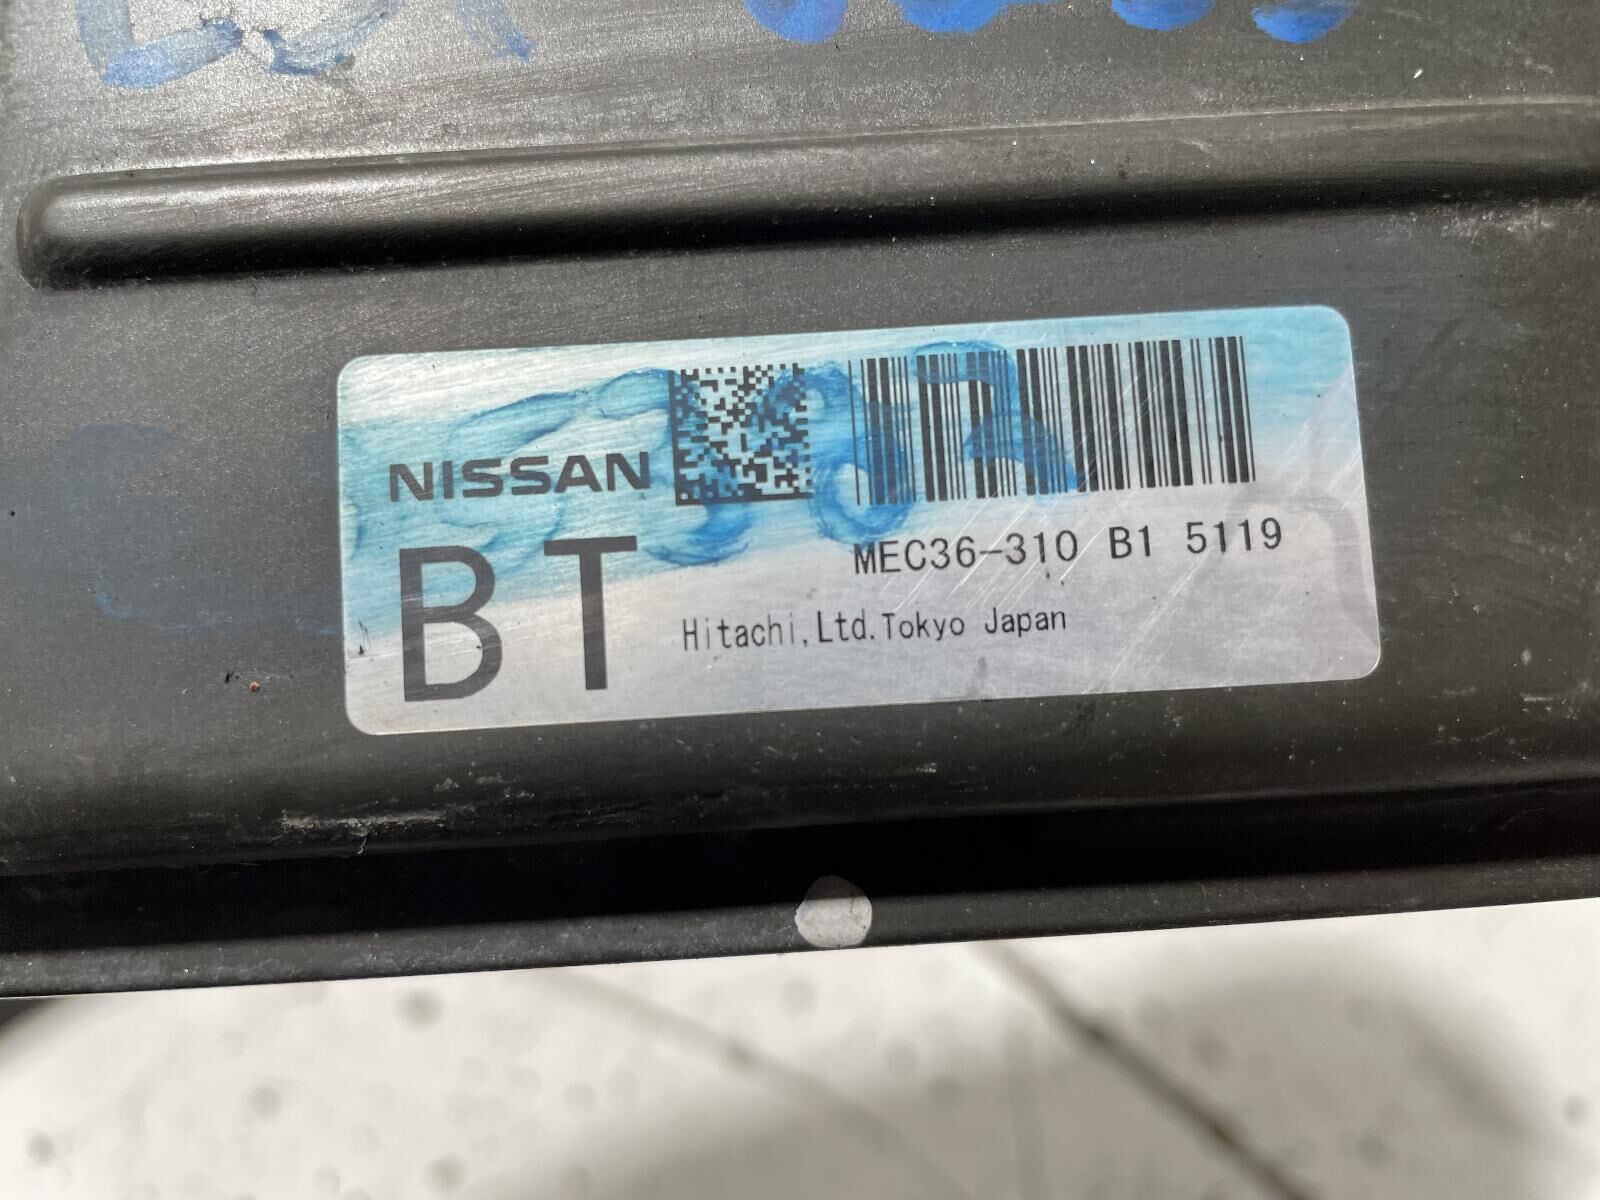 NISSAN
BT
MEC36-310 B1 5119
Hitachi,Ltd.Tokyo Japan